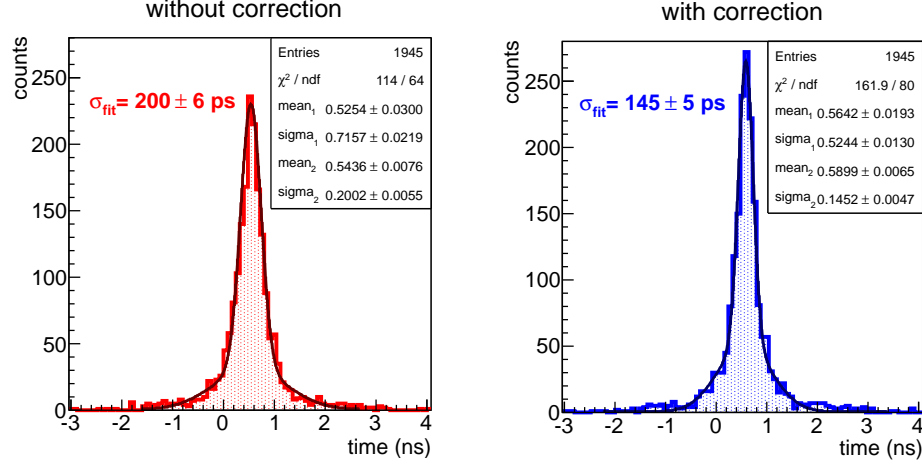 without correction
counts
250
200
150
100
50
0
-3 -2 -1 0 1 2 3 4
time (ns)
σfit= 200 ± 6 ps
Entries 1945
χ² / ndf 114 / 64
mean₁ 0.5254 ± 0.0300
sigma₁ 0.7157 ± 0.0219
mean₂ 0.5436 ± 0.0076
sigma₂ 0.2002 ± 0.0055
with correction
counts
250
200
150
100
50
0
-3 -2 -1 0 1 2 3 4
time (ns)
σfit= 145 ± 5 ps
Entries 1945
χ² / ndf 161.9 / 80
mean₁ 0.5642 ± 0.0193
sigma₁ 0.5244 ± 0.0130
mean₂ 0.5899 ± 0.0065
sigma₂ 0.1452 ± 0.0047